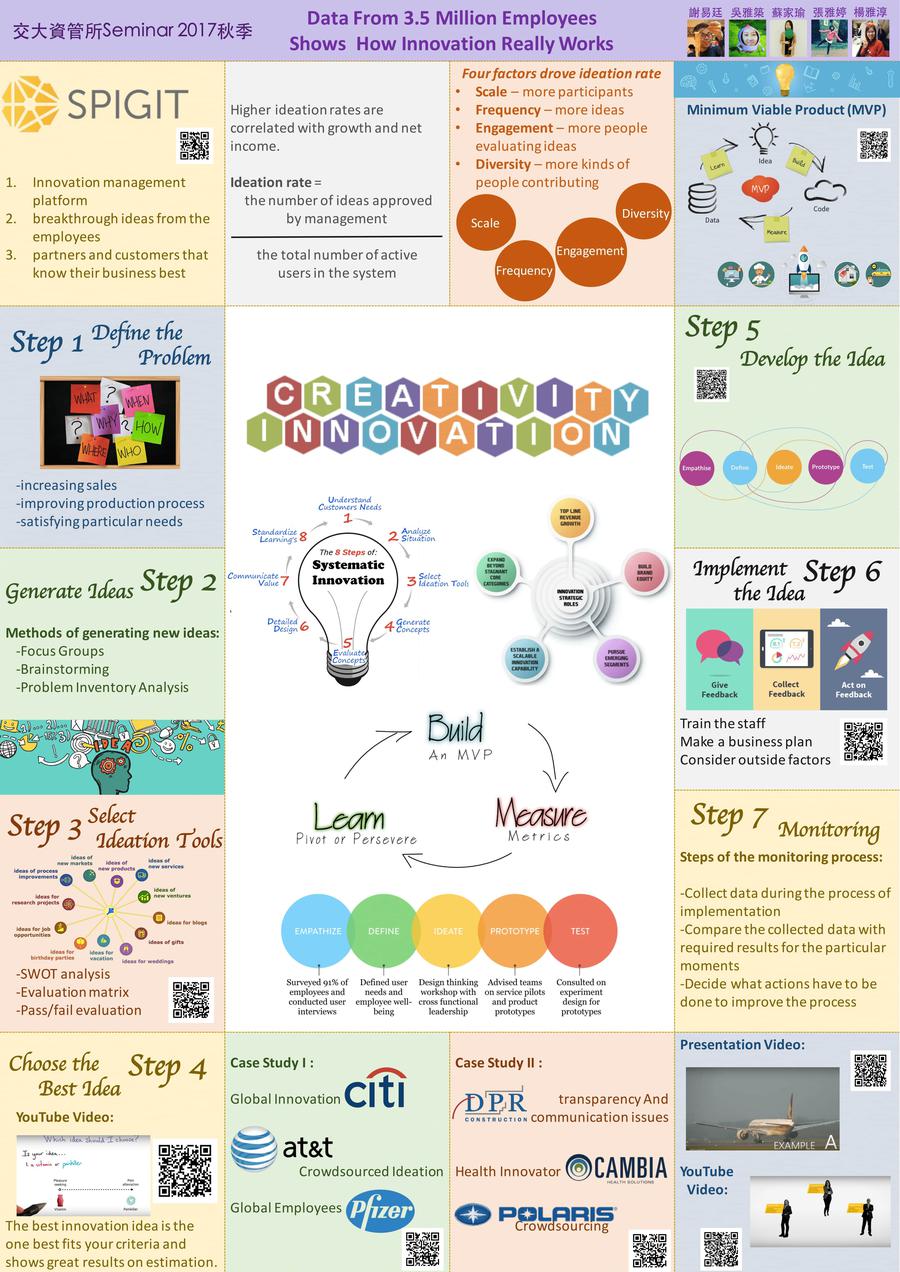 交大資管所Seminar 2017秋季
Data From 3.5 Million Employees
Shows How Innovation Really Works
謝易廷 吳雅築 蘇家瑜 張雅婷 楊雅淳
SPIGIT
1. Innovation management
platform
2. breakthrough ideas from the
employees
3. partners and customers that
know their business best
Higher ideation rates are
correlated with growth and net
income.
Ideation rate =
the number of ideas approved
by management
the total number of active
users in the system
Four factors drove ideation rate
• Scale – more participants
• Frequency – more ideas
• Engagement – more people
evaluating ideas
• Diversity – more kinds of
people contributing
Scale
Frequency
Engagement
Diversity
Minimum Viable Product (MVP)
Idea
Learn
Build
MVP
Data
Code
Measure
Step 1 Define the
Problem
WHAT
?
WHEN
?
WHY
?
HOW
WHERE
WHO
-increasing sales
-improving production process
-satisfying particular needs
Generate Ideas Step 2
Methods of generating new ideas:
-Focus Groups
-Brainstorming
-Problem Inventory Analysis
IDEA
Step 3 Select
Ideation Tools
ideas of
new markets
ideas of
new products
ideas of
new services
ideas of process
improvements
ideas of
new ventures
ideas for
research projects
ideas for blogs
ideas for job
opportunities
ideas of gifts
ideas for
birthday parties
ideas for
vacation
ideas for weddings
-SWOT analysis
-Evaluation matrix
-Pass/fail evaluation
Choose the
Best Idea
Step 4
YouTube Video:
Which idea should I choose?
Is your idea...
1. a vitamin or painkiller
Pleasure
seeking
Pain
alleviation
Vitamin
Painkiller
The best innovation idea is the
one best fits your criteria and
shows great results on estimation.
CREATIVITY
INNOVATION
The 8 Steps of:
Systematic
Innovation
1
Understand
Customers Needs
2 Analyze
Situation
3 Select
Ideation Tools
4 Generate
Concepts
5
Evaluate
Concepts
Detailed
Design 6
Communicate
Value 7
Standardize
Learning's 8
TOP LINE
REVENUE
GROWTH
EXPAND
BEYOND
STAGNANT
CORE
CATEGORIES
BUILD
BRAND
EQUITY
INNOVATION
STRATEGIC
ROLES
ESTABLISH A
SCALABLE
INNOVATION
CAPABILITY
PURSUE
EMERGING
SEGMENTS
Build
An MVP
Learn
Pivot or Persevere
Measure
Metrics
EMPATHIZE
DEFINE
IDEATE
PROTOTYPE
TEST
Surveyed 91% of
employees and
conducted user
interviews
Defined user
needs and
employee well-
being
Design thinking
workshop with
cross functional
leadership
Advised teams
on service pilots
and product
prototypes
Consulted on
experiment
design for
prototypes
Step 5
Develop the Idea
Empathise
Define
Ideate
Prototype
Test
Implement
the Idea
Step 6
Give
Feedback
Collect
Feedback
Act on
Feedback
Train the staff
Make a business plan
Consider outside factors
Step 7 Monitoring
Steps of the monitoring process:
-Collect data during the process of
implementation
-Compare the collected data with
required results for the particular
moments
-Decide what actions have to be
done to improve the process
Case Study I :
Global Innovation citi
at&t
Crowdsourced Ideation
Global Employees Pfizer
Case Study II :
DPR
CONSTRUCTION
transparency And
communication issues
Health Innovator CAMBIA
HEALTH SOLUTIONS
POLARIS
Crowdsourcing
Presentation Video:
EXAMPLE A
YouTube
Video: